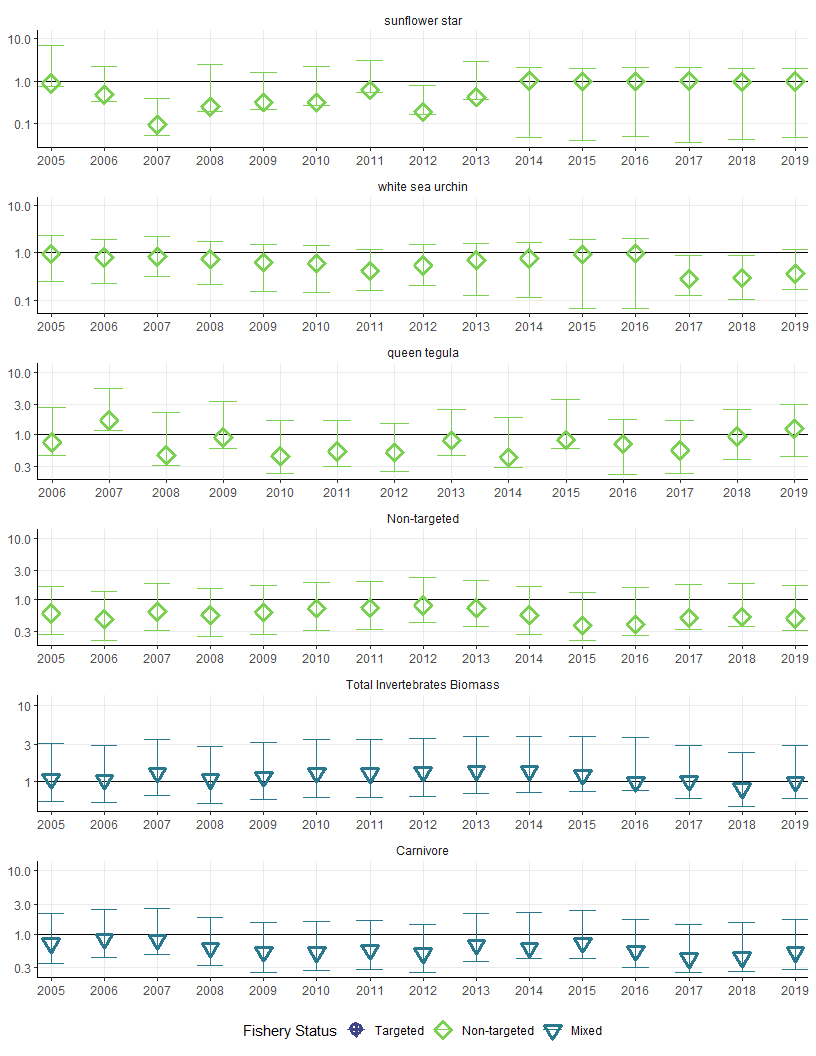 sunflower star
10.0
1.0
0.1
2005 2006 2007 2008 2009 2010 2011 2012 2013 2014 2015 2016 2017 2018 2019
white sea urchin
10.0
1.0
0.1
2005 2006 2007 2008 2009 2010 2011 2012 2013 2014 2015 2016 2017 2018 2019
queen tegula
10.0
3.0
1.0
0.3
2006 2007 2008 2009 2010 2011 2012 2013 2014 2015 2016 2017 2018 2019
Non-targeted
10.0
3.0
1.0
0.3
2005 2006 2007 2008 2009 2010 2011 2012 2013 2014 2015 2016 2017 2018 2019
Total Invertebrates Biomass
10
3
1
2005 2006 2007 2008 2009 2010 2011 2012 2013 2014 2015 2016 2017 2018 2019
Carnivore
10.0
3.0
1.0
0.3
2005 2006 2007 2008 2009 2010 2011 2012 2013 2014 2015 2016 2017 2018 2019
Fishery Status Targeted Non-targeted Mixed